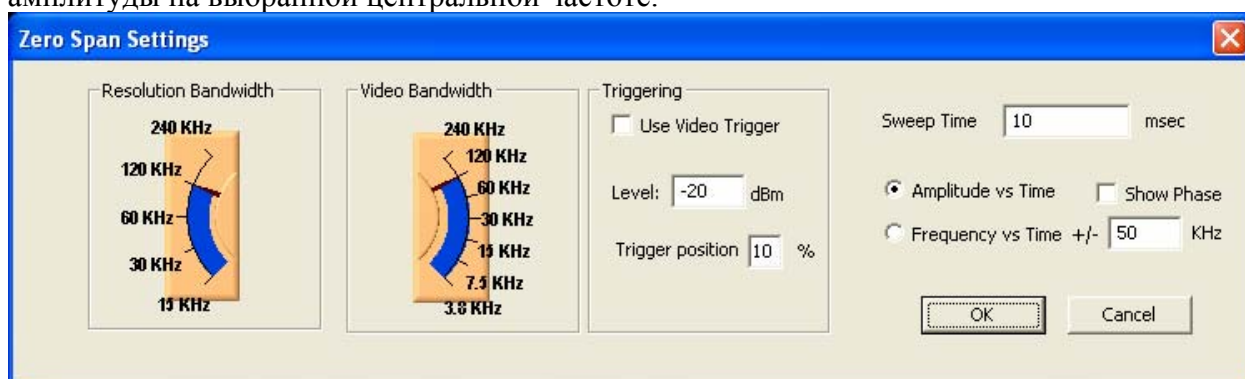 амплитуды на выбранной центральной частоте.
Zero Span Settings
Resolution Bandwidth
240 KHz
120 KHz
60 KHz
30 KHz
15 KHz
Video Bandwidth
240 KHz
120 KHz
60 KHz
30 KHz
15 KHz
7.5 KHz
3.8 KHz
Triggering
Use Video Trigger
Level: -20 dBm
Trigger position 10 %
Sweep Time 10 msec
Amplitude vs Time Show Phase
Frequency vs Time +/- 50 KHz
OK Cancel